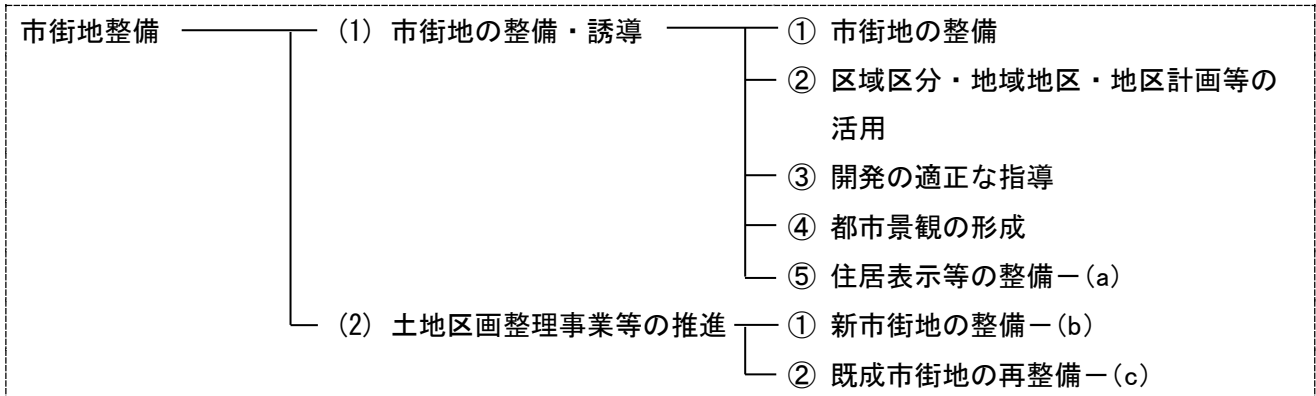 市街地整備 (1) 市街地の整備・誘導 ① 市街地の整備
② 区域区分・地域地区・地区計画等の
活用
③ 開発の適正な指導
④ 都市景観の形成
⑤ 住居表示等の整備－(a)
(2) 土地区画整理事業等の推進 ① 新市街地の整備－(b)
② 既成市街地の再整備－(c)